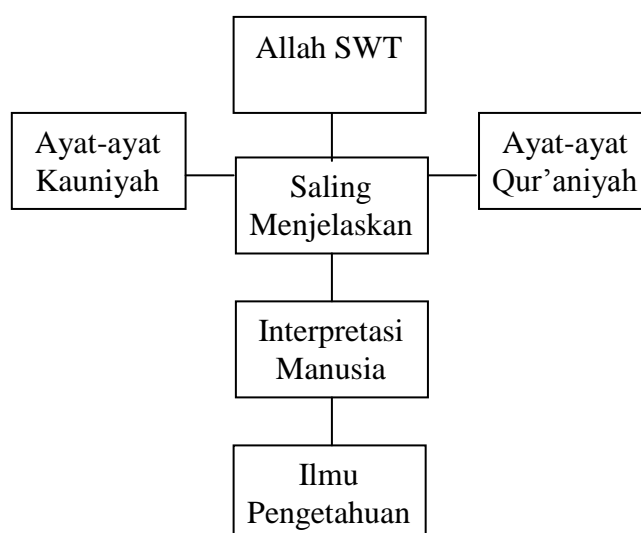 Allah SWT
Ayat-ayat
Kauniyah
Saling
Menjelaskan
Ayat-ayat
Qur’aniyah
Interpretasi
Manusia
Ilmu
Pengetahuan